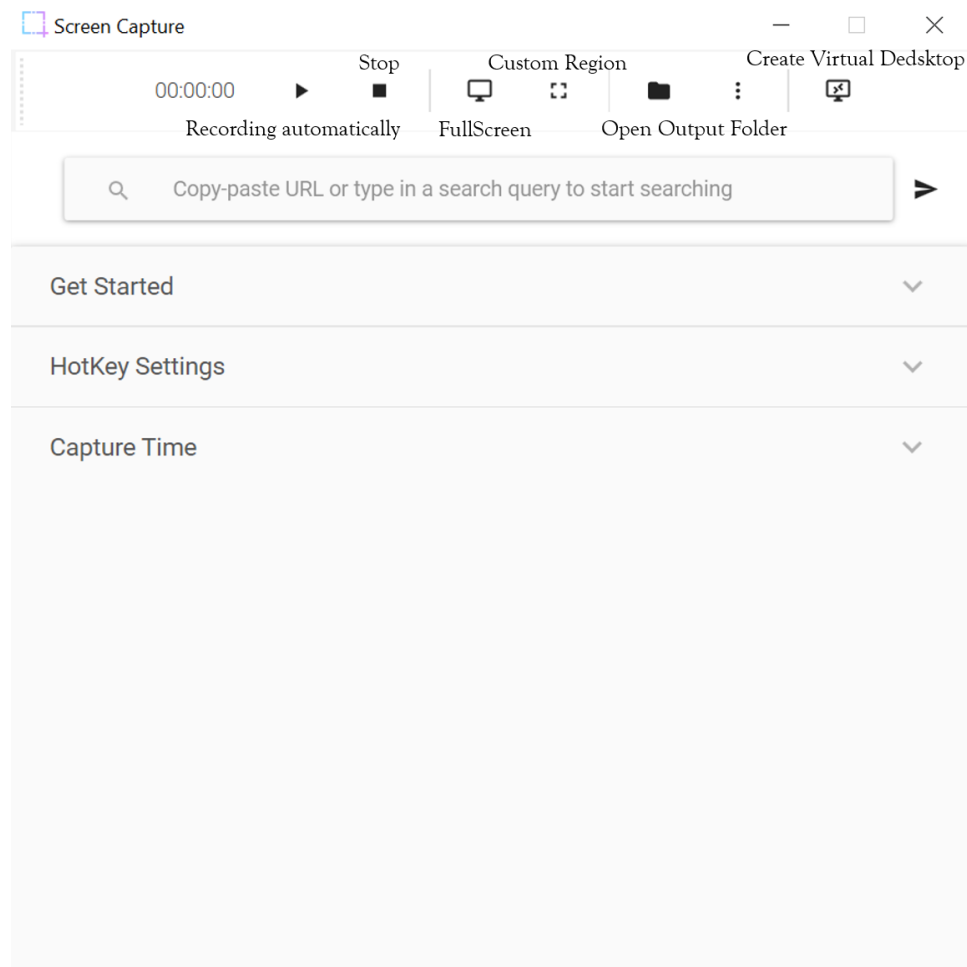 Screen Capture
Stop
Custom Region
Create Virtual Dedsktop
00:00:00
Recording automatically
FullScreen
Open Output Folder
Copy-paste URL or type in a search query to start searching
Get Started
HotKey Settings
Capture Time